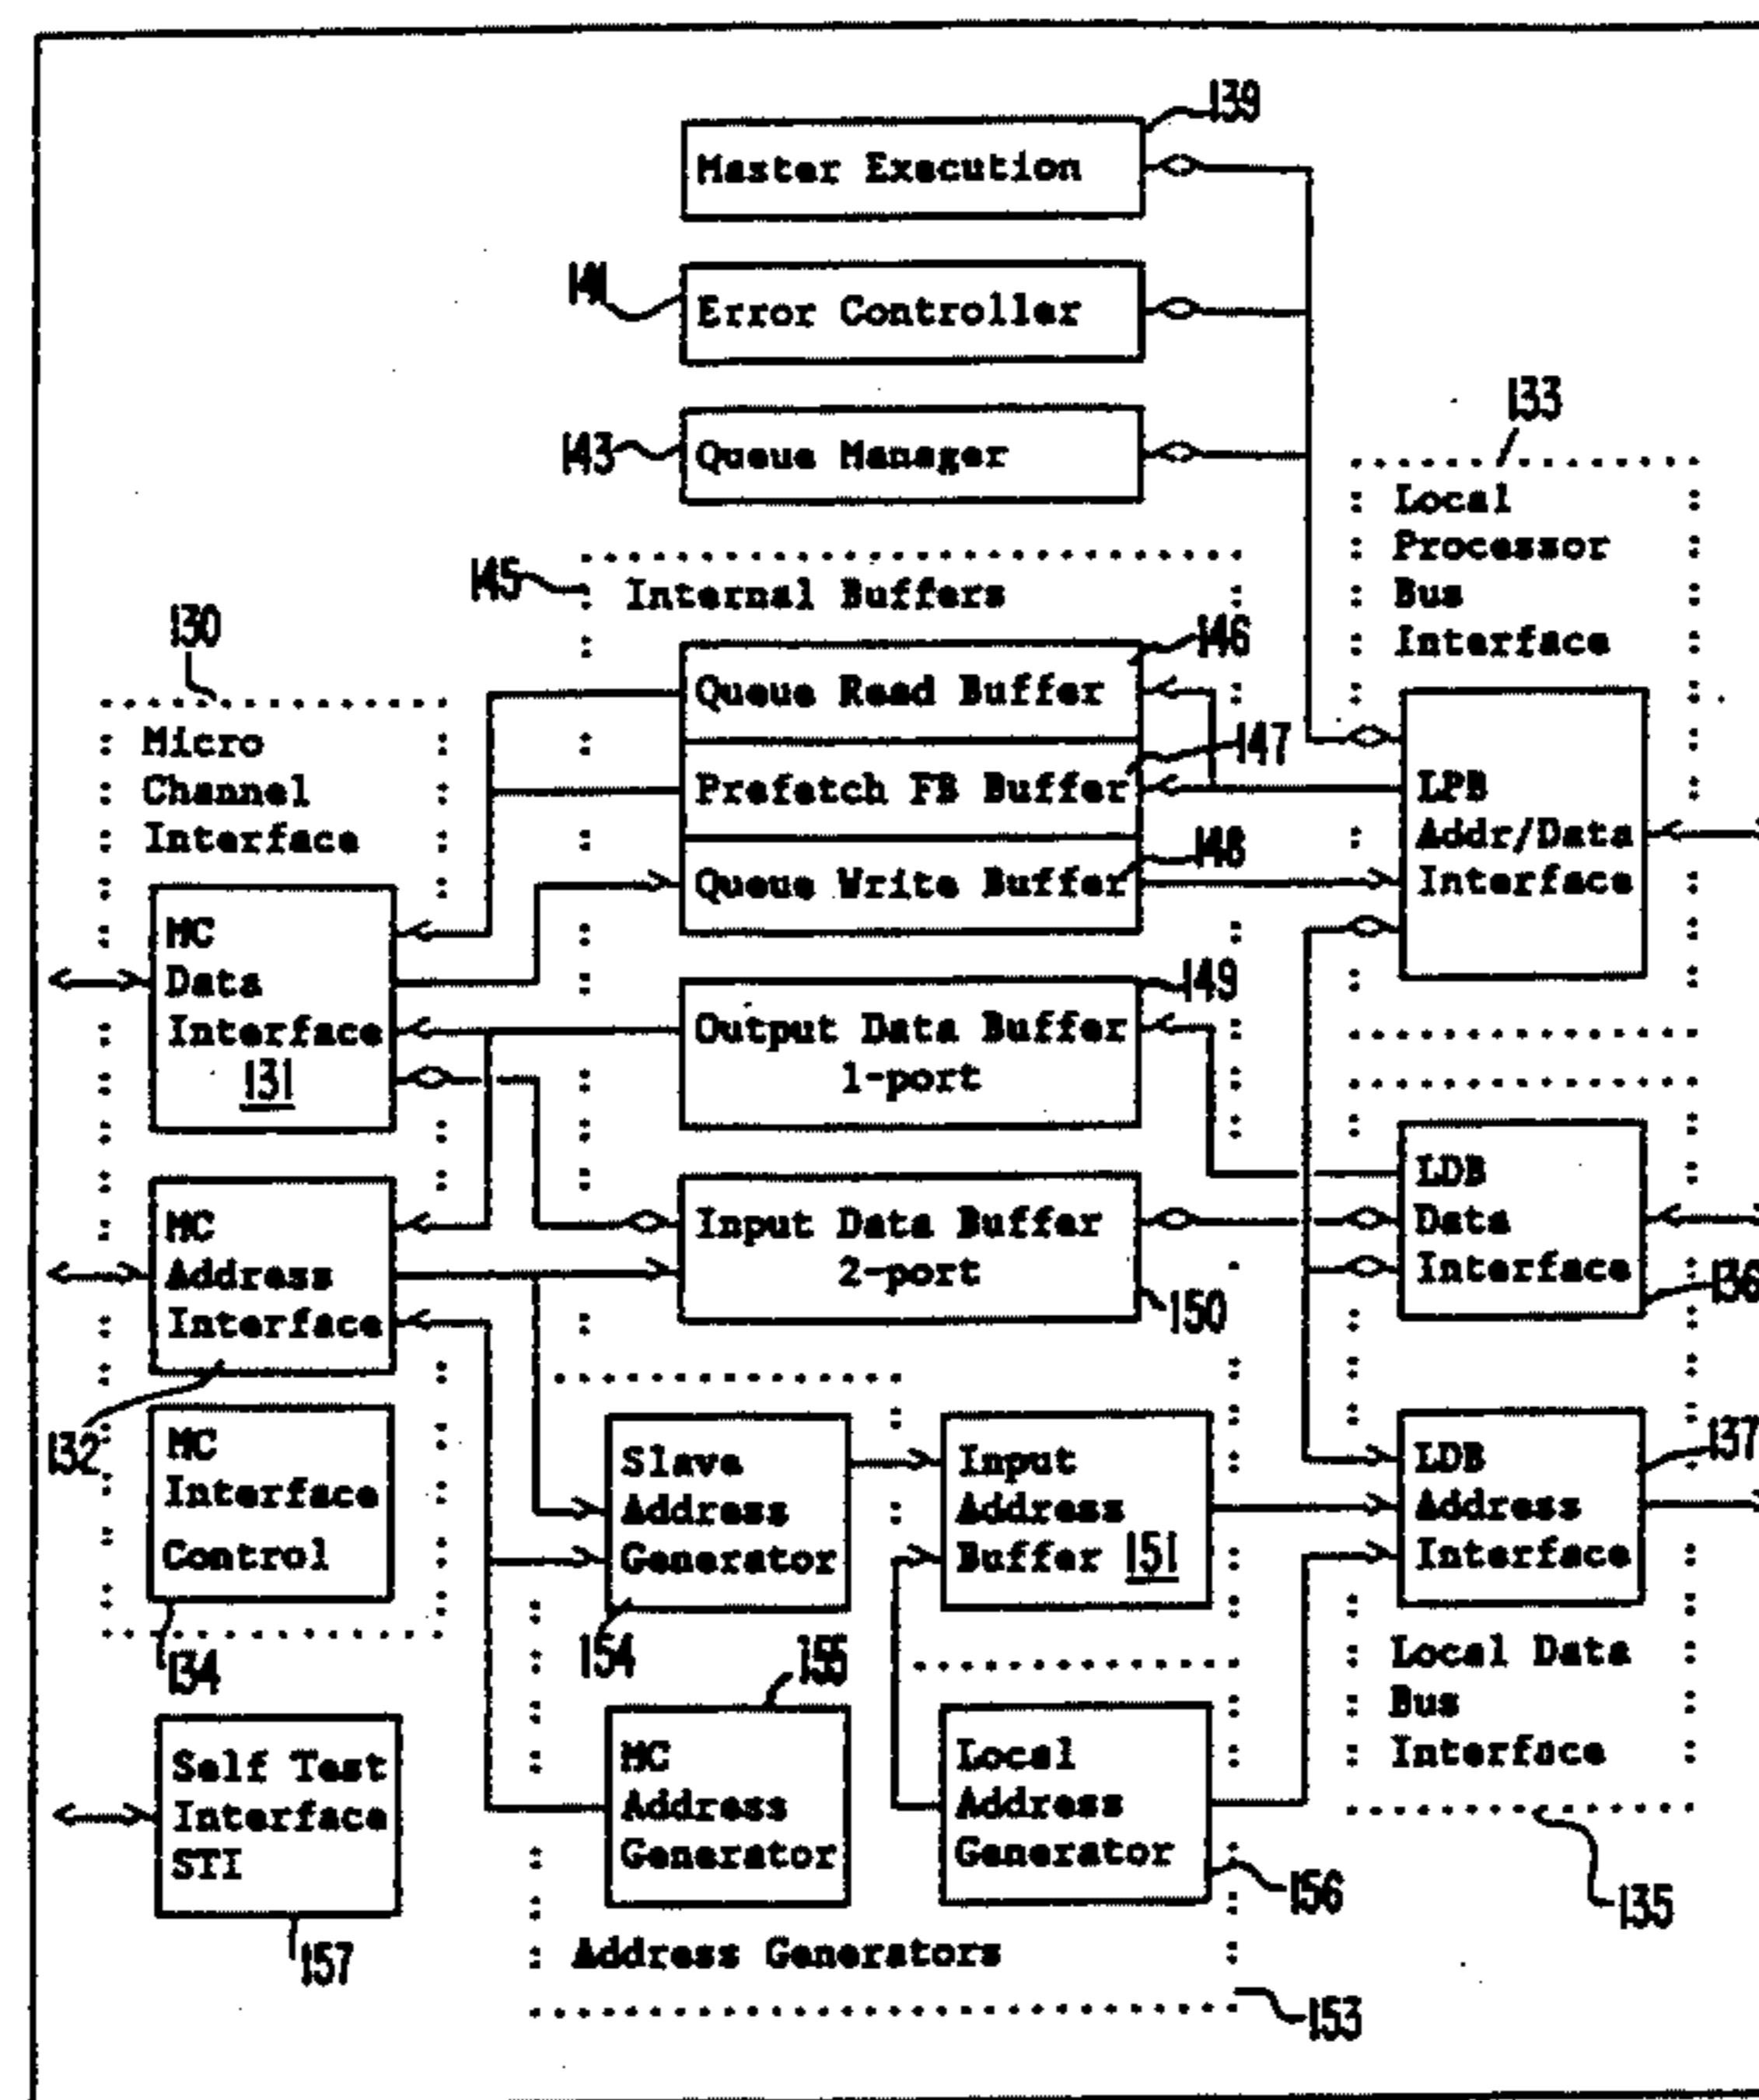 139
Master Execution
141
Error Controller
143
Queue Manager
133
Local
Processor
Bus
Interface
145
Internal Buffers
130
Micro
Channel
Interface
146
Queue Read Buffer
147
Prefetch FB Buffer
148
Queue Write Buffer
LPB
Addr/Data
Interface
MC
Data
Interface
131
149
Output Data Buffer
1-port
LDB
Data
Interface
136
MC
Address
Interface
132
Input Data Buffer
2-port
150
MC
Interface
Control
134
Slave
Address
Generator
154
Input
Address
Buffer 151
137
LDB
Address
Interface
Local Data
Bus
Interface
135
155
MC
Address
Generator
Local
Address
Generator
156
Self Test
Interface
STI
157
Address Generators
153